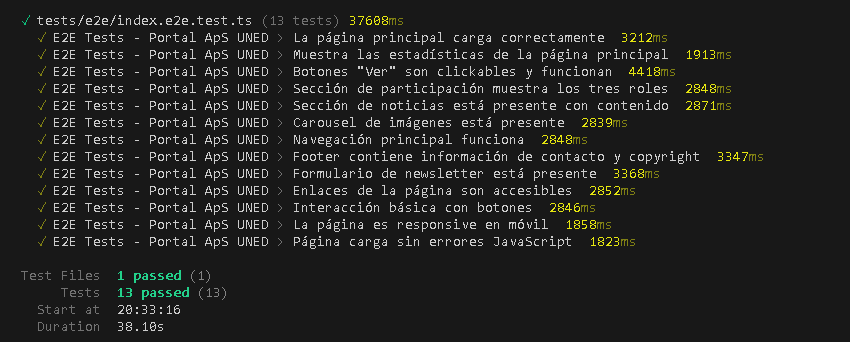 ✓ tests/e2e/index.e2e.test.ts (13 tests) 37608ms
✓ E2E Tests - Portal ApS UNED > La página principal carga correctamente 3212ms
✓ E2E Tests - Portal ApS UNED > Muestra las estadísticas de la página principal 1913ms
✓ E2E Tests - Portal ApS UNED > Botones "Ver" son clickables y funcionan 4418ms
✓ E2E Tests - Portal ApS UNED > Sección de participación muestra los tres roles 2848ms
✓ E2E Tests - Portal ApS UNED > Sección de noticias está presente con contenido 2871ms
✓ E2E Tests - Portal ApS UNED > Carousel de imágenes está presente 2839ms
✓ E2E Tests - Portal ApS UNED > Navegación principal funciona 2848ms
✓ E2E Tests - Portal ApS UNED > Footer contiene información de contacto y copyright 3347ms
✓ E2E Tests - Portal ApS UNED > Formulario de newsletter está presente 3368ms
✓ E2E Tests - Portal ApS UNED > Enlaces de la página son accesibles 2852ms
✓ E2E Tests - Portal ApS UNED > Interacción básica con botones 2846ms
✓ E2E Tests - Portal ApS UNED > La página es responsive en móvil 1858ms
✓ E2E Tests - Portal ApS UNED > Página carga sin errores JavaScript 1823ms
Test Files 1 passed (1)
Tests 13 passed (13)
Start at 20:33:16
Duration 38.10s